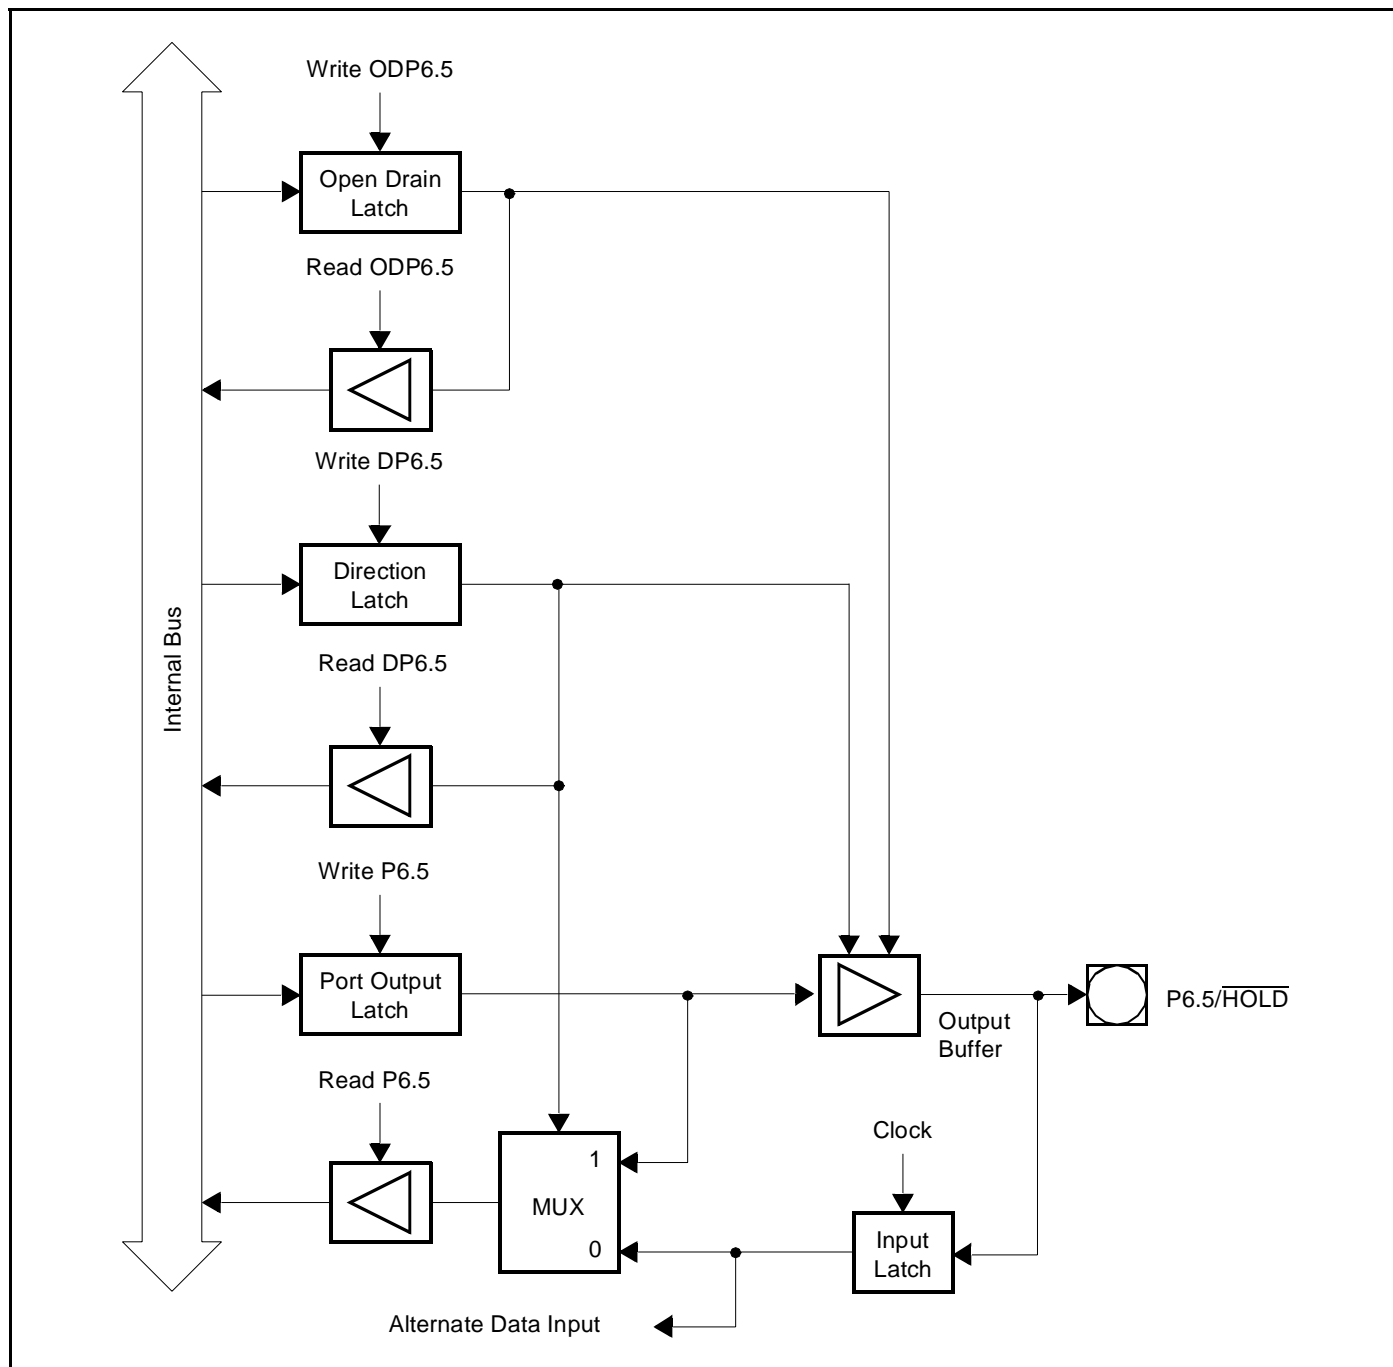 Write ODP6.5
Open Drain
Latch
Read ODP6.5
Write DP6.5
Direction
Latch
Internal Bus
Read DP6.5
Write P6.5
Port Output
Latch
P6.5/H̅O̅L̅D̅
Output
Buffer
Read P6.5
Clock
1
MUX
0
Input
Latch
Alternate Data Input